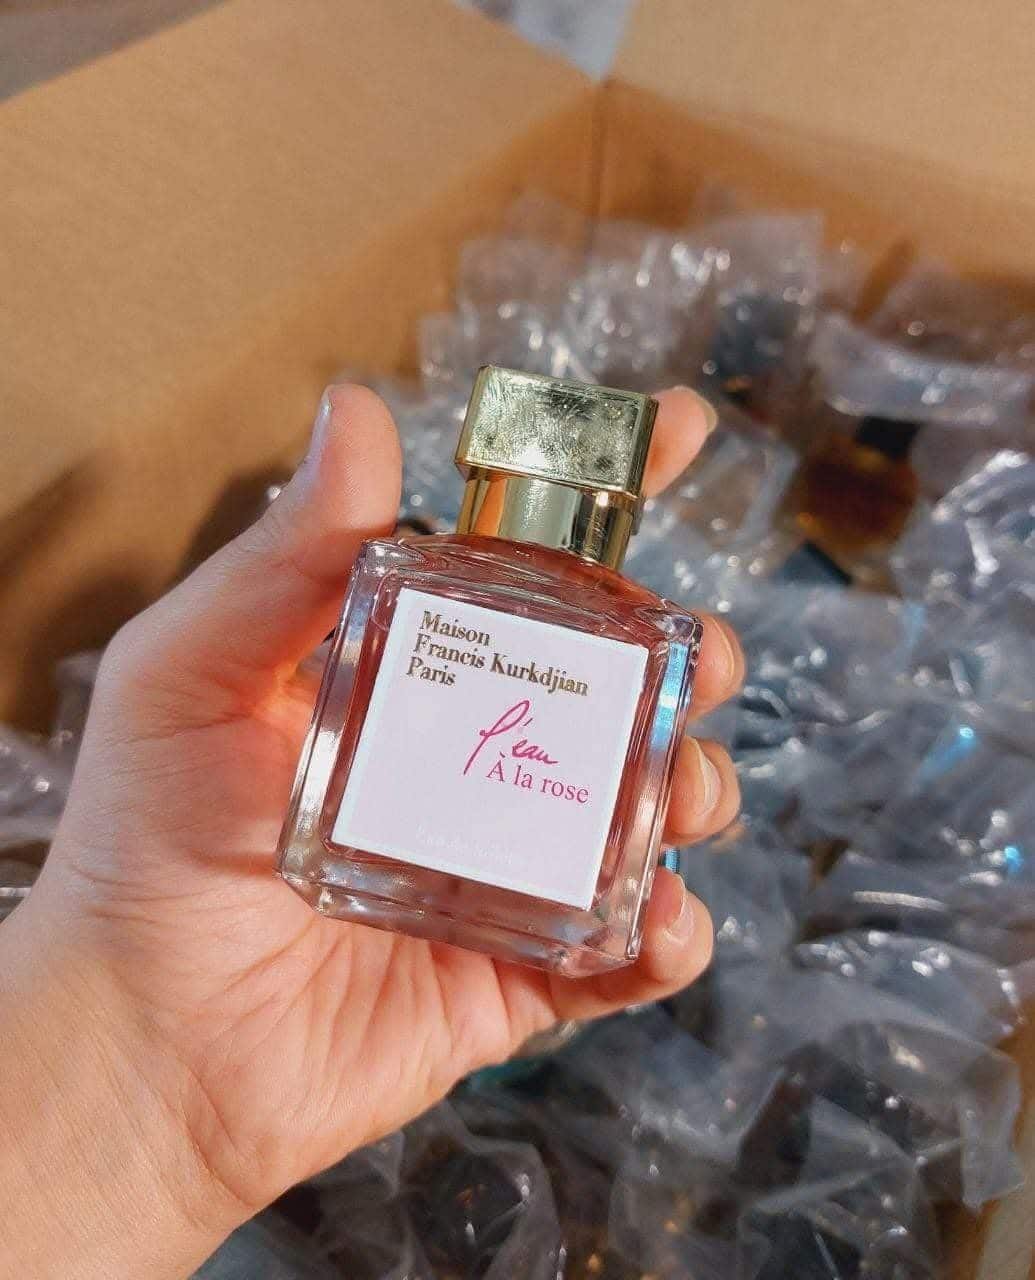 Maison
Francis Kurkdjian
Paris
l'eau
À la rose